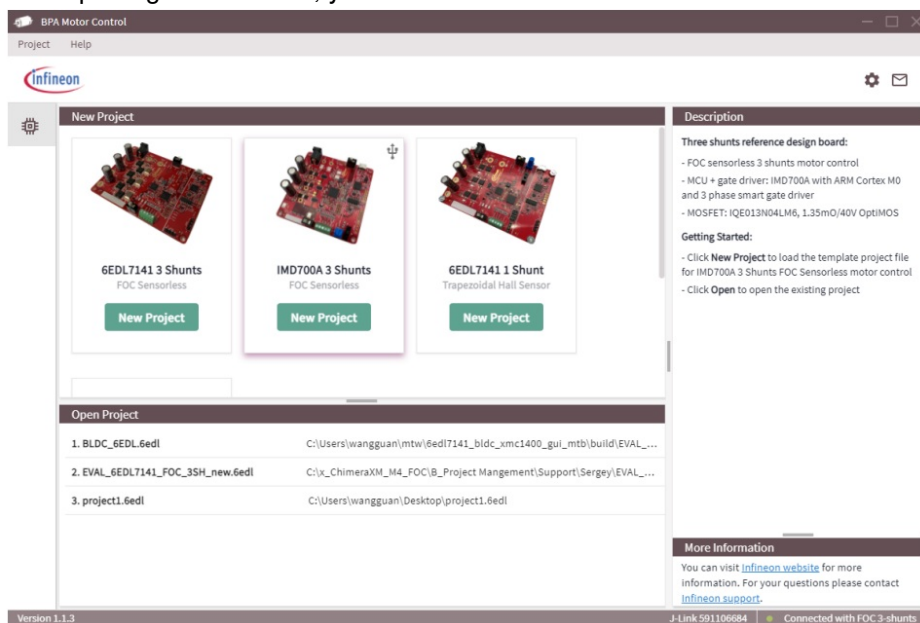 BPA Motor Control
Project Help
infineon
New Project
6EDL7141 3 Shunts
FOC Sensorless
New Project
IMD700A 3 Shunts
FOC Sensorless
New Project
6EDL7141 1 Shunt
Trapezoidal Hall Sensor
New Project
Description
Three shunts reference design board:
- FOC sensorless 3 shunts motor control
- MCU + gate driver: IMD700A with ARM Cortex M0
and 3 phase smart gate driver
- MOSFET: IQE013N04LM6, 1.35mO/40V OptiMOS
Getting Started:
- Click New Project to load the template project file
for IMD700A 3 Shunts FOC Sensorless motor control
- Click Open to open the existing project
Open Project
1. BLDC_6EDL.6edl C:\Users\wangguan\mtw\6edl7141_bldc_xmc1400_gui_mtb\build\EVAL_...
2. EVAL_6EDL7141_FOC_3SH_new.6edl C:\x_ChimeraXM_M4_FOC\B_Project Mangement\Support\Sergey\EVAL_...
3. project1.6edl C:\Users\wangguan\Desktop\project1.6edl
More Information
You can visit Infineon website for more
information. For your questions please contact
Infineon support.
Version 1.1.3
J-Link 591106684 Connected with FOC 3-shunts